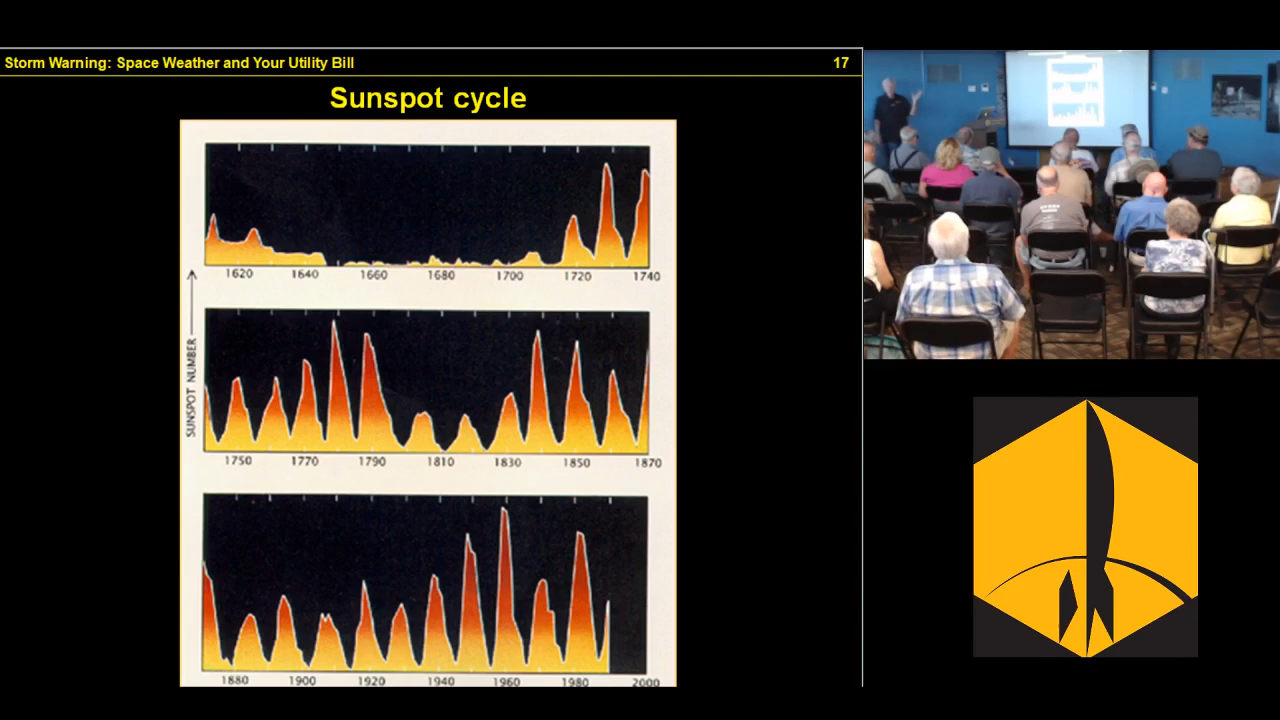 Storm Warning: Space Weather and Your Utility Bill 17
Sunspot cycle
1620 1640 1660 1680 1700 1720 1740
SUNSPOT NUMBER
1750 1770 1790 1810 1830 1850 1870
1880 1900 1920 1940 1960 1980 2000